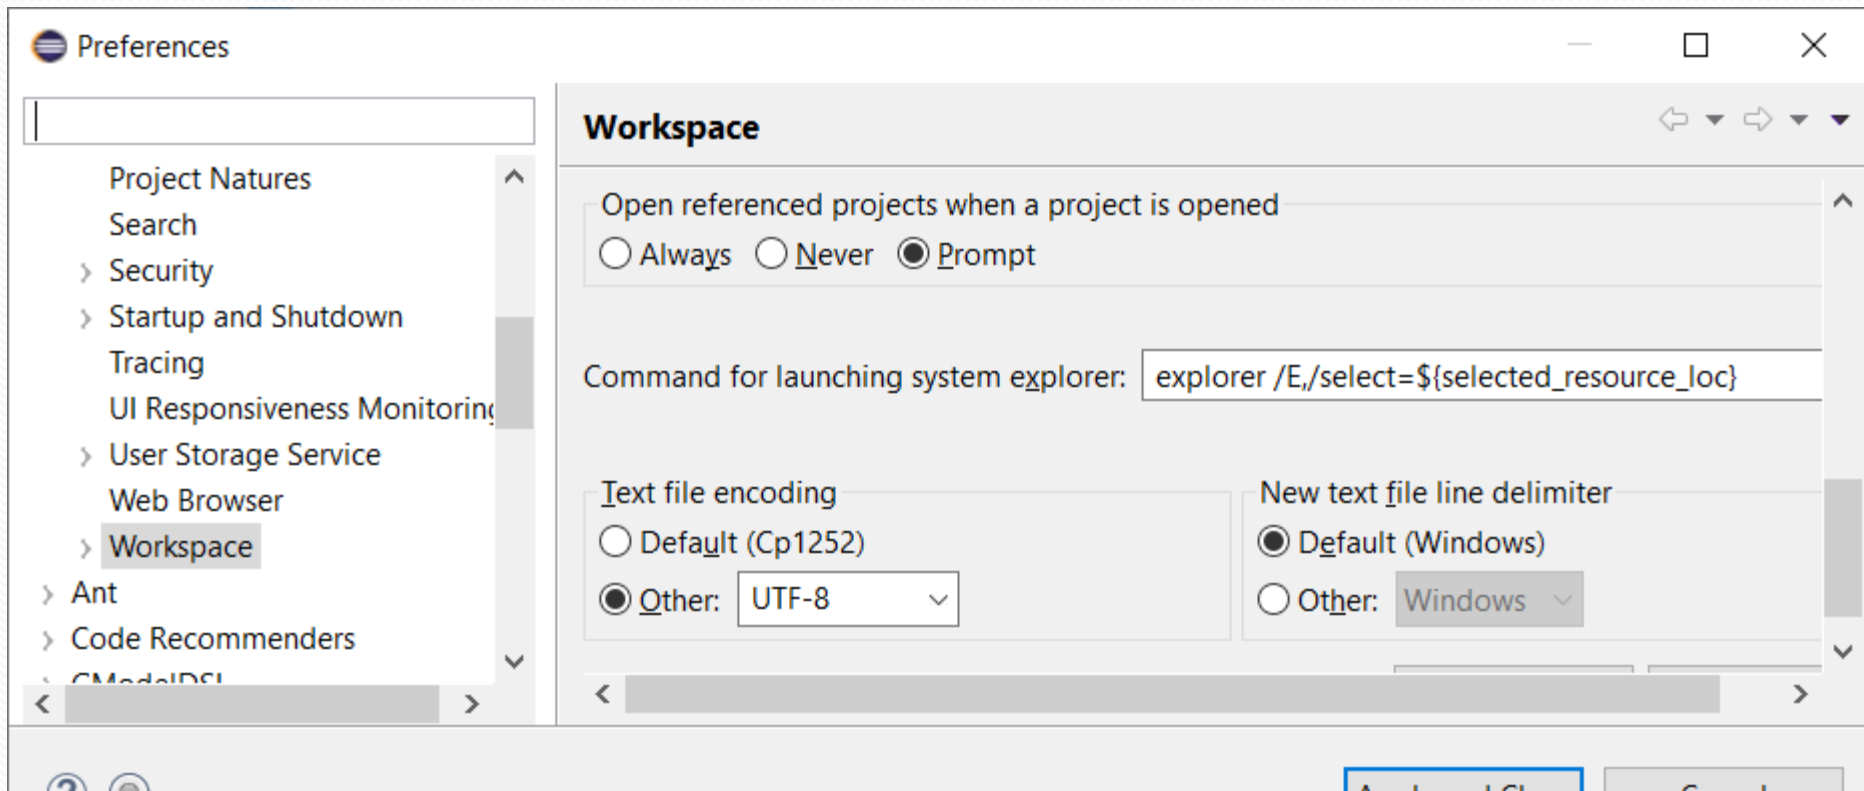 Preferences
Project Natures
Search
Security
Startup and Shutdown
Tracing
UI Responsiveness Monitoring
User Storage Service
Web Browser
Workspace
Ant
Code Recommenders
Workspace
Open referenced projects when a project is opened
Always Never Prompt
Command for launching system explorer: explorer /E,/select=${selected_resource_loc}
Text file encoding
Default (Cp1252)
Other: UTF-8
New text file line delimiter
Default (Windows)
Other: Windows